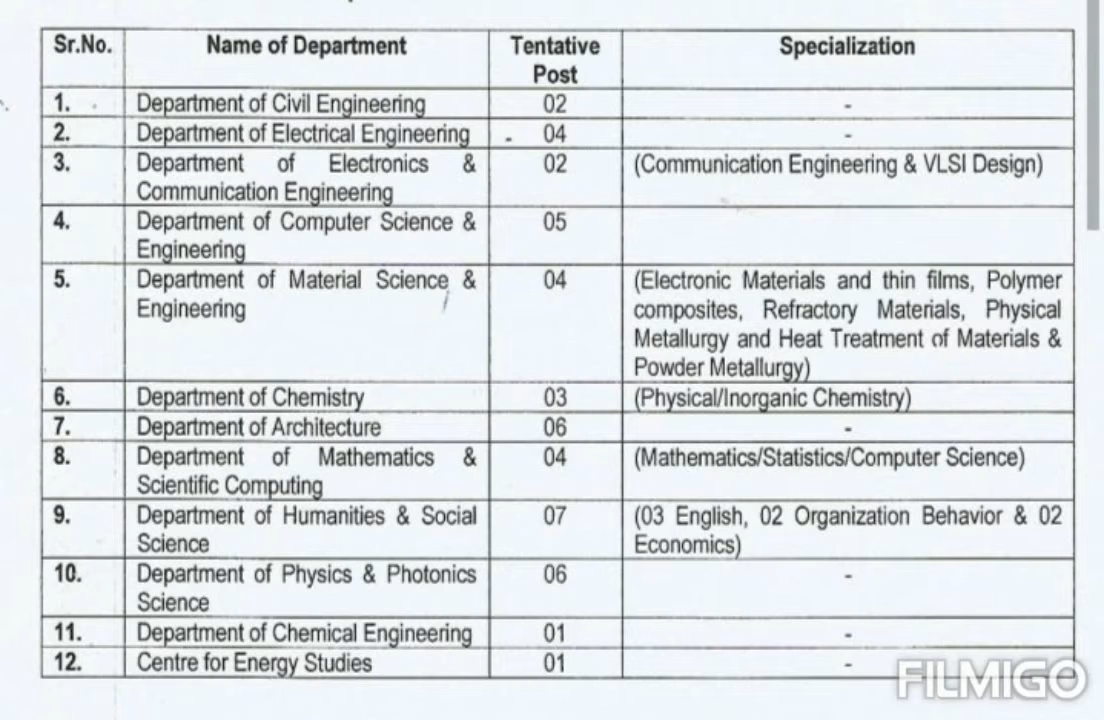 Sr.No. Name of Department Tentative Post Specialization
1. Department of Civil Engineering 02 -
2. Department of Electrical Engineering 04 -
3. Department of Electronics & 02 (Communication Engineering & VLSI Design)
Communication Engineering
4. Department of Computer Science & 05
Engineering
5. Department of Material Science & 04 (Electronic Materials and thin films, Polymer
Engineering composites, Refractory Materials, Physical
Metallurgy and Heat Treatment of Materials &
Powder Metallurgy)
6. Department of Chemistry 03 (Physical/Inorganic Chemistry)
7. Department of Architecture 06 -
8. Department of Mathematics & 04 (Mathematics/Statistics/Computer Science)
Scientific Computing
9. Department of Humanities & Social 07 (03 English, 02 Organization Behavior & 02
Science Economics)
10. Department of Physics & Photonics 06 -
Science
11. Department of Chemical Engineering 01 -
12. Centre for Energy Studies 01 -
FILMIGO